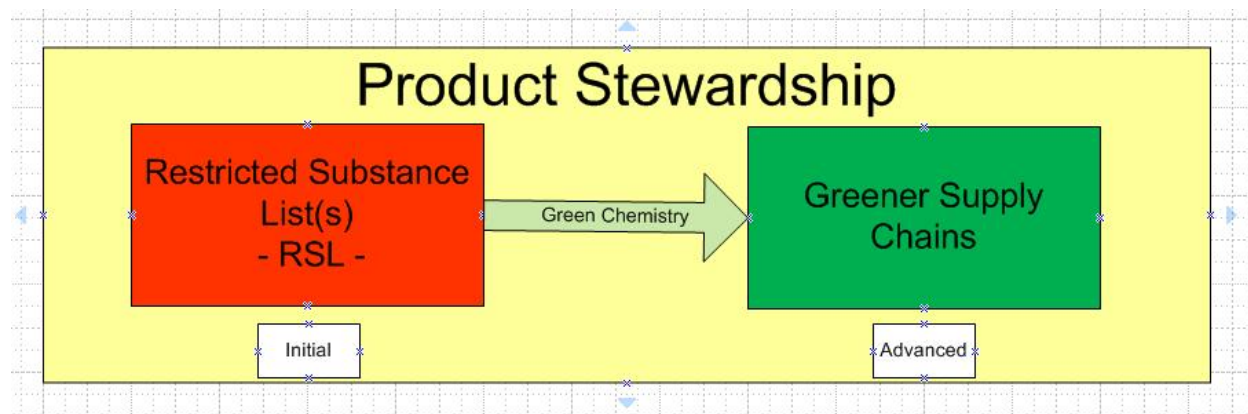 Product Stewardship
Restricted Substance
List(s)
- RSL -
Green Chemistry
Greener Supply
Chains
Initial
Advanced